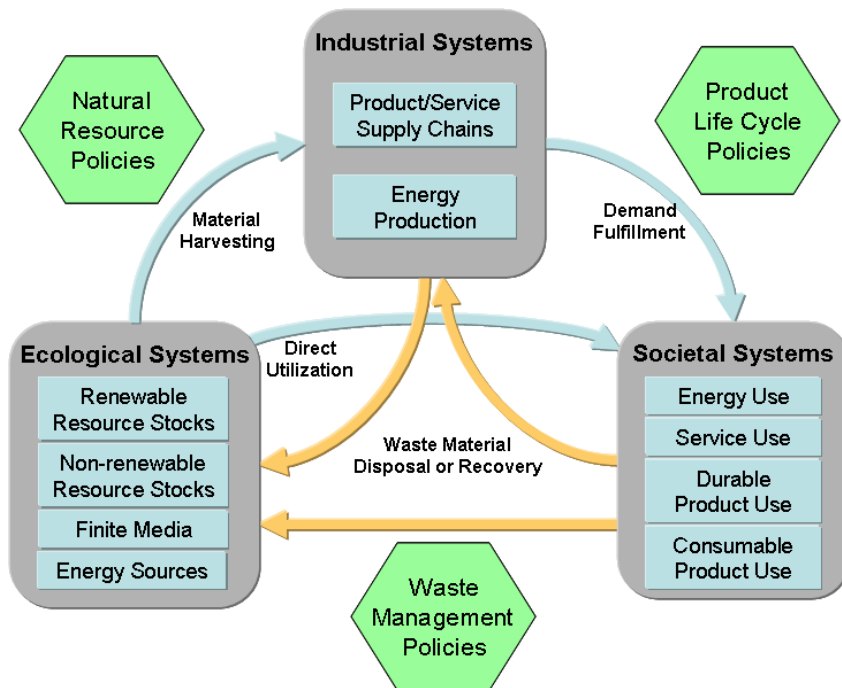 Industrial Systems
Product/Service
Supply Chains
Energy
Production
Natural
Resource
Policies
Product
Life Cycle
Policies
Material
Harvesting
Demand
Fulfillment
Ecological Systems
Renewable
Resource Stocks
Non-renewable
Resource Stocks
Finite Media
Energy Sources
Direct
Utilization
Waste Material
Disposal or Recovery
Societal Systems
Energy Use
Service Use
Durable
Product Use
Consumable
Product Use
Waste
Management
Policies